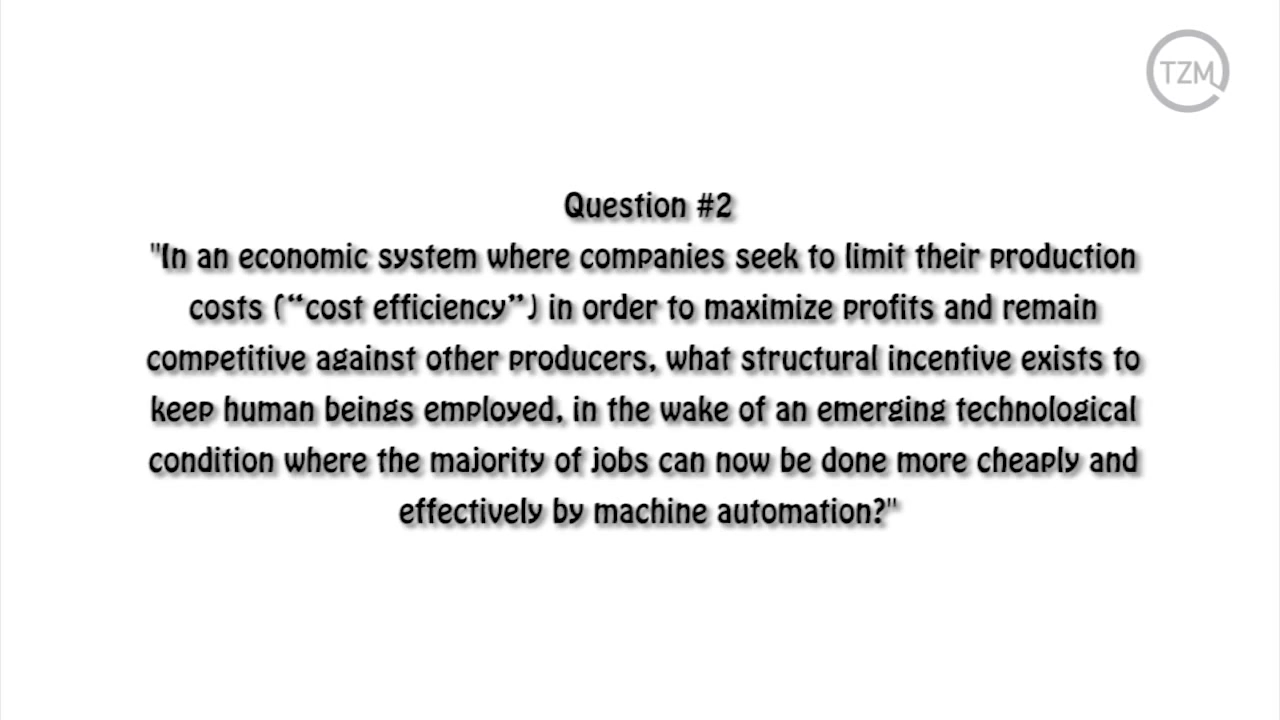 TZM
Question #2
"In an economic system where companies seek to limit their production
costs (“cost efficiency”) in order to maximize profits and remain
competitive against other producers, what structural incentive exists to
keep human beings employed, in the wake of an emerging technological
condition where the majority of jobs can now be done more cheaply and
effectively by machine automation?"